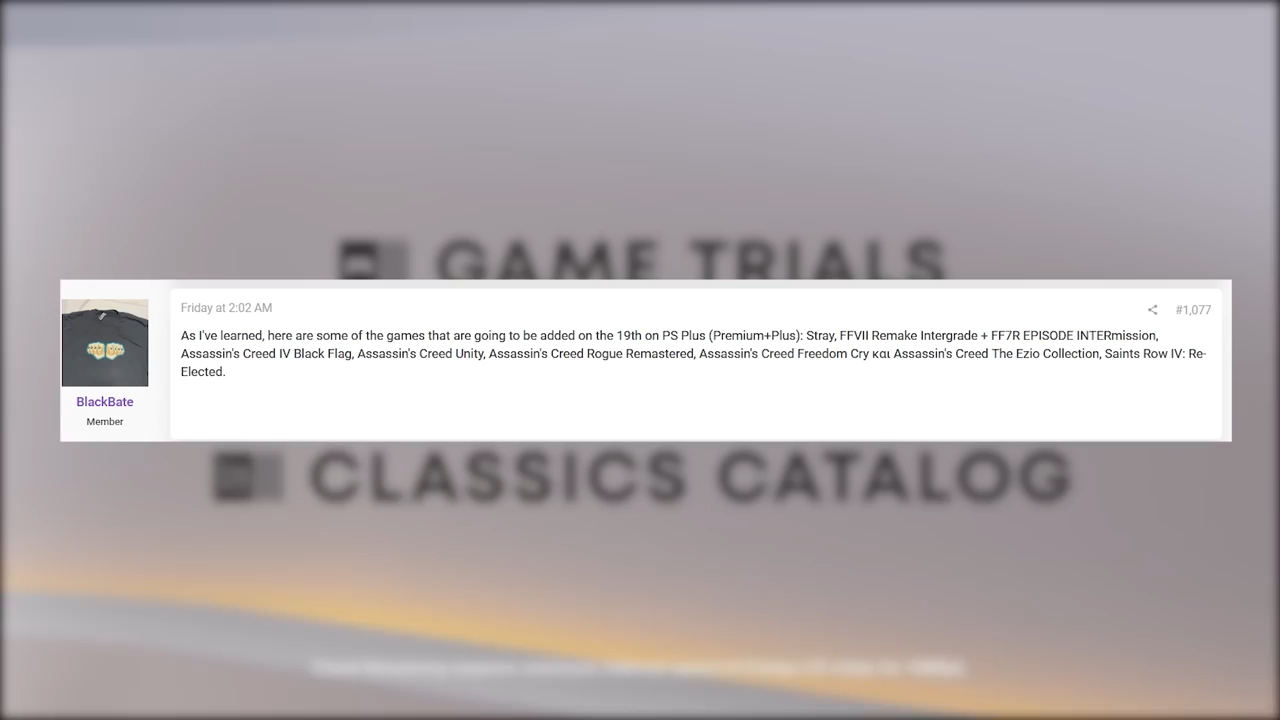 GAME TRIALS
Friday at 2:02 AM
#1,077
As I've learned, here are some of the games that are going to be added on the 19th on PS Plus (Premium+Plus): Stray, FFVII Remake Intergrade + FF7R EPISODE INTERmission,
Assassin's Creed IV Black Flag, Assassin's Creed Unity, Assassin's Creed Rogue Remastered, Assassin's Creed Freedom Cry και Assassin's Creed The Ezio Collection, Saints Row IV: Re-
Elected.
BlackBate
Member
CLASSICS CATALOG